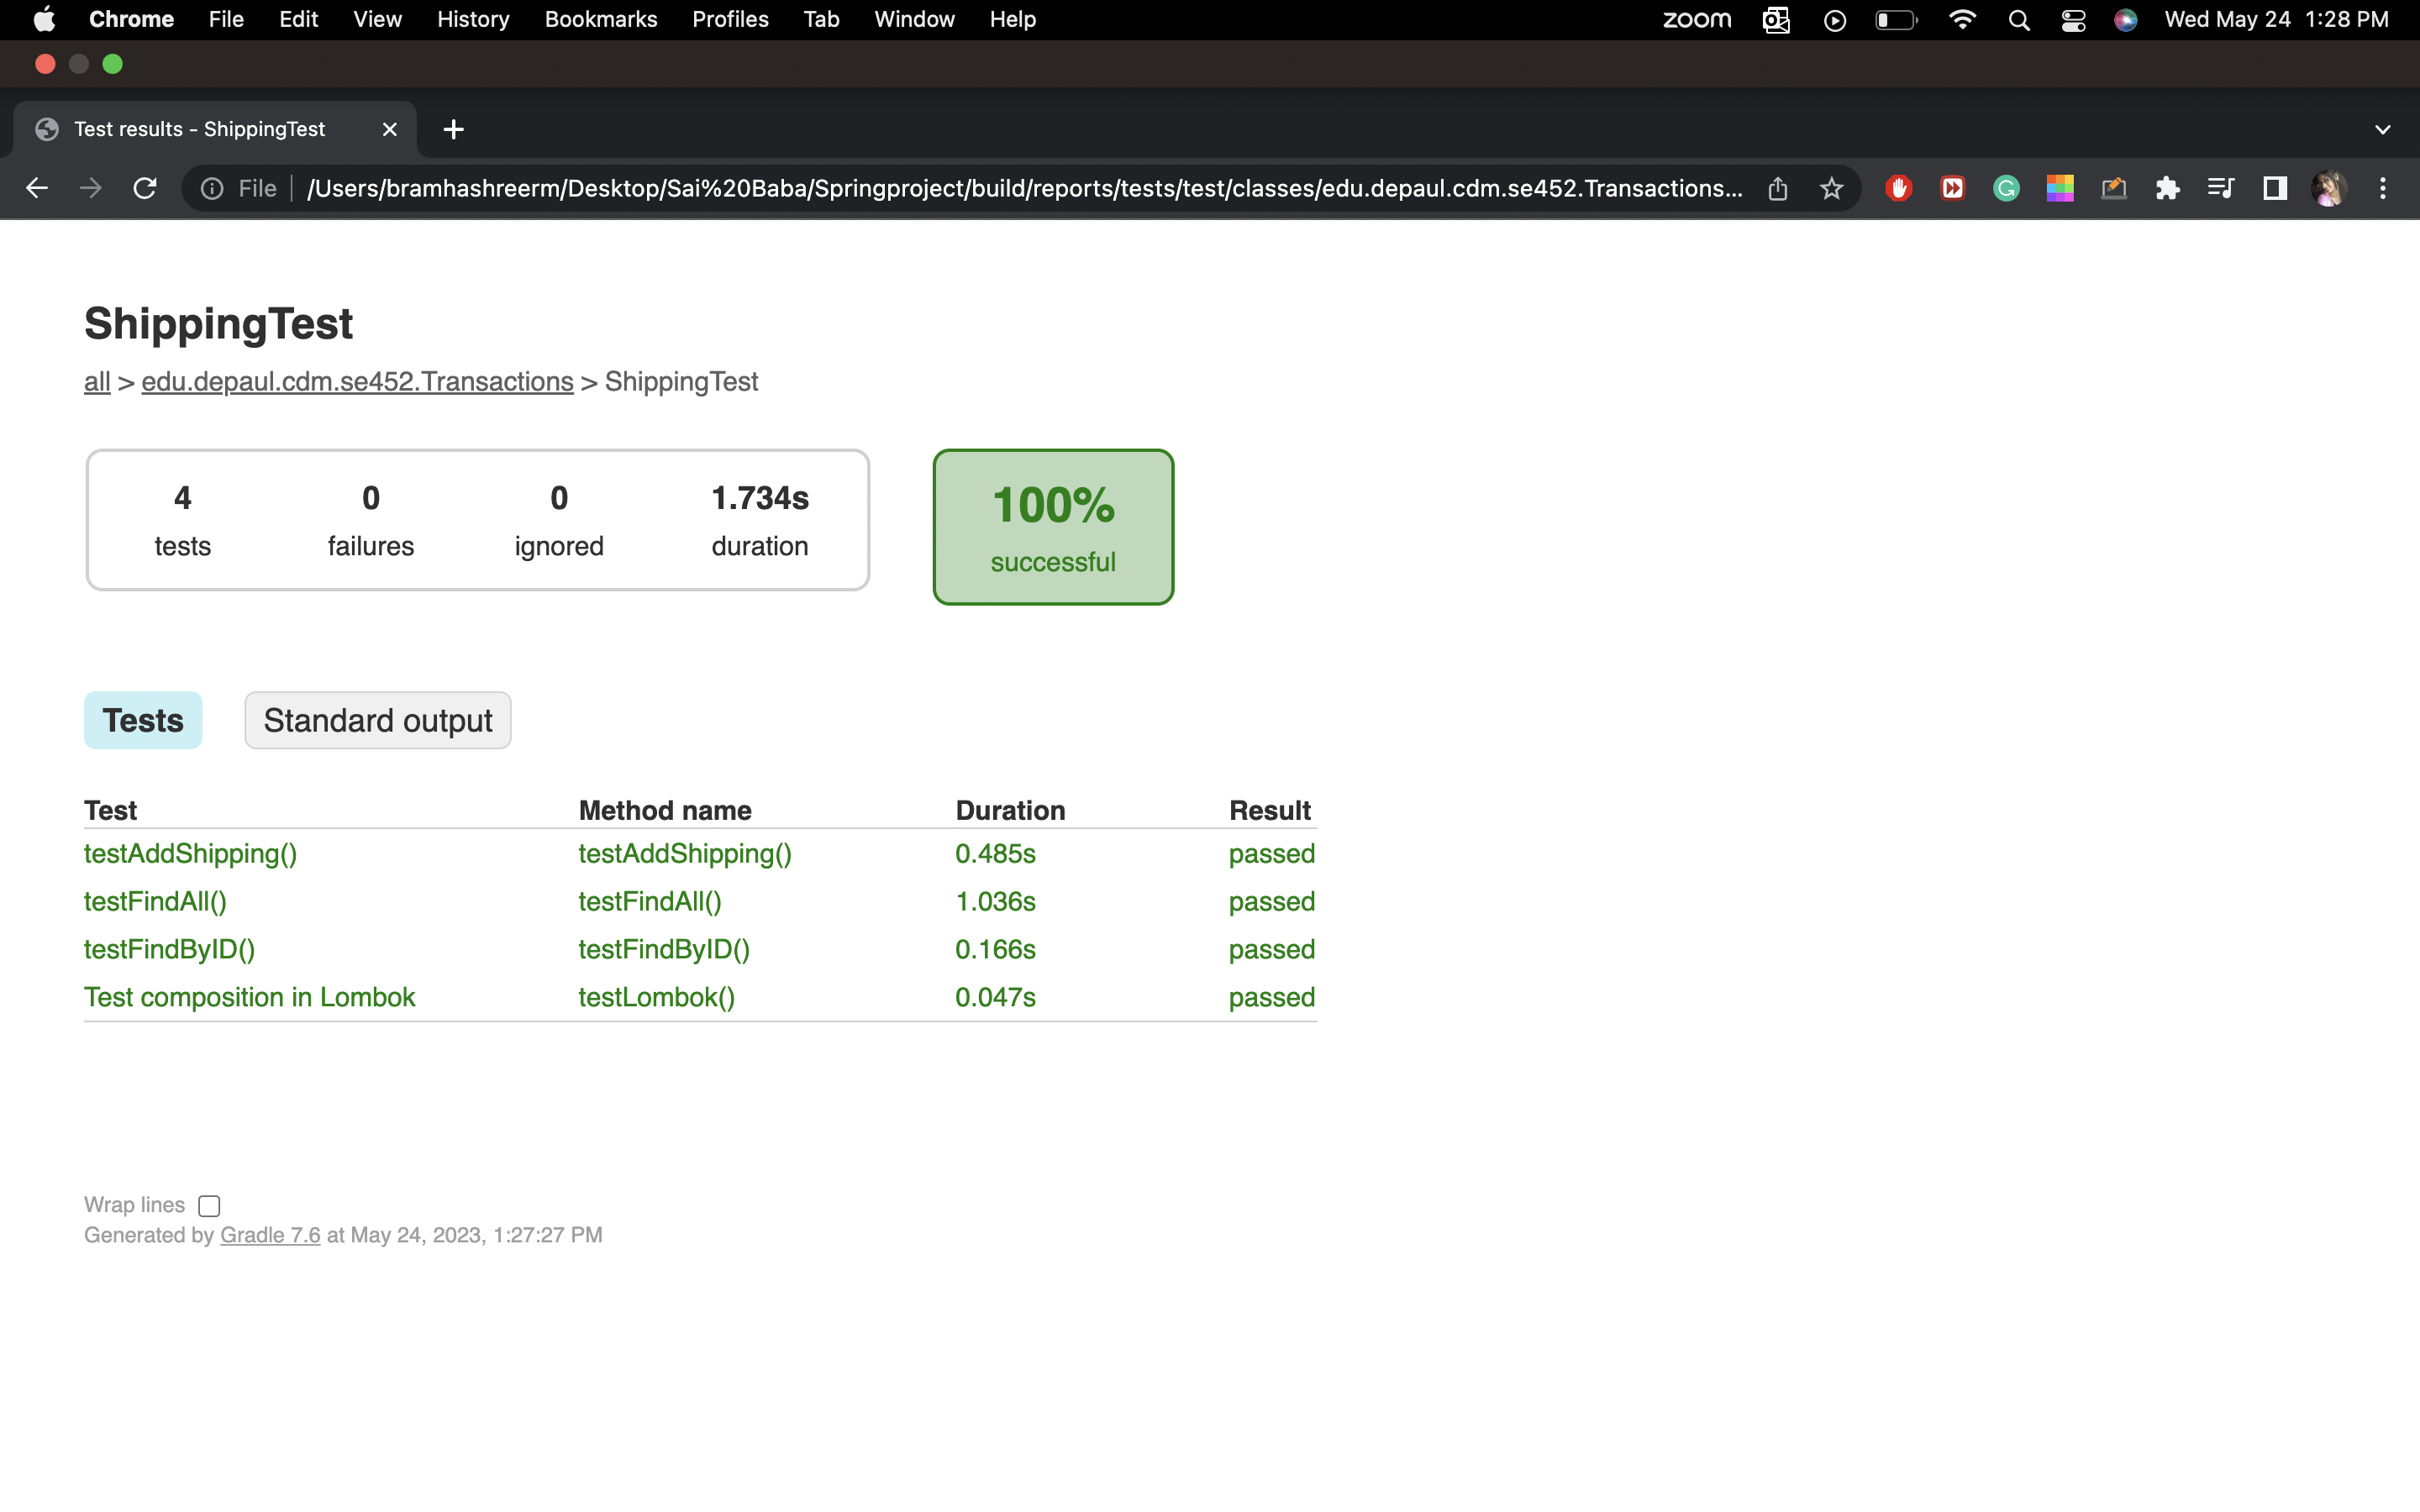 Chrome File Edit View History Bookmarks Profiles Tab Window Help zoom Wed May 24 1:28 PM
Test results - ShippingTest
File /Users/bramhashreerm/Desktop/Sai%20Baba/Springproject/build/reports/tests/test/classes/edu.depaul.cdm.se452.Transactions...
ShippingTest
all > edu.depaul.cdm.se452.Transactions > ShippingTest
4 0 0 1.734s
tests failures ignored duration
100%
successful
Tests Standard output
Test Method name Duration Result
testAddShipping() testAddShipping() 0.485s passed
testFindAll() testFindAll() 1.036s passed
testFindByID() testFindByID() 0.166s passed
Test composition in Lombok testLombok() 0.047s passed
Wrap lines
Generated by Gradle 7.6 at May 24, 2023, 1:27:27 PM